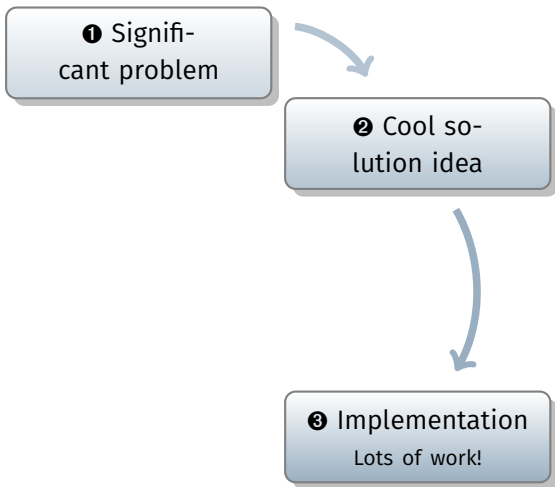 ❶ Signifi-
cant problem
❷ Cool so-
lution idea
❸ Implementation
Lots of work!